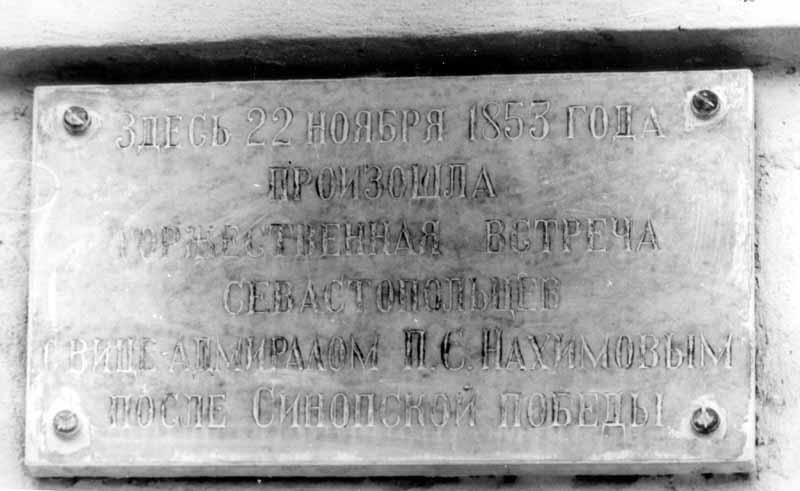 Здесь 22 ноября 1853 года
произошла
торжественная встреча
севастопольцев
с вице-адмиралом П.С. Нахимовым
после Синопской победы